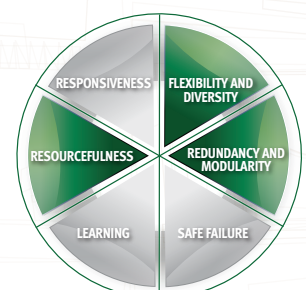 RESPONSIVENESS
FLEXIBILITY AND
DIVERSITY
RESOURCEFULNESS
REDUNDANCY AND
MODULARITY
LEARNING
SAFE FAILURE